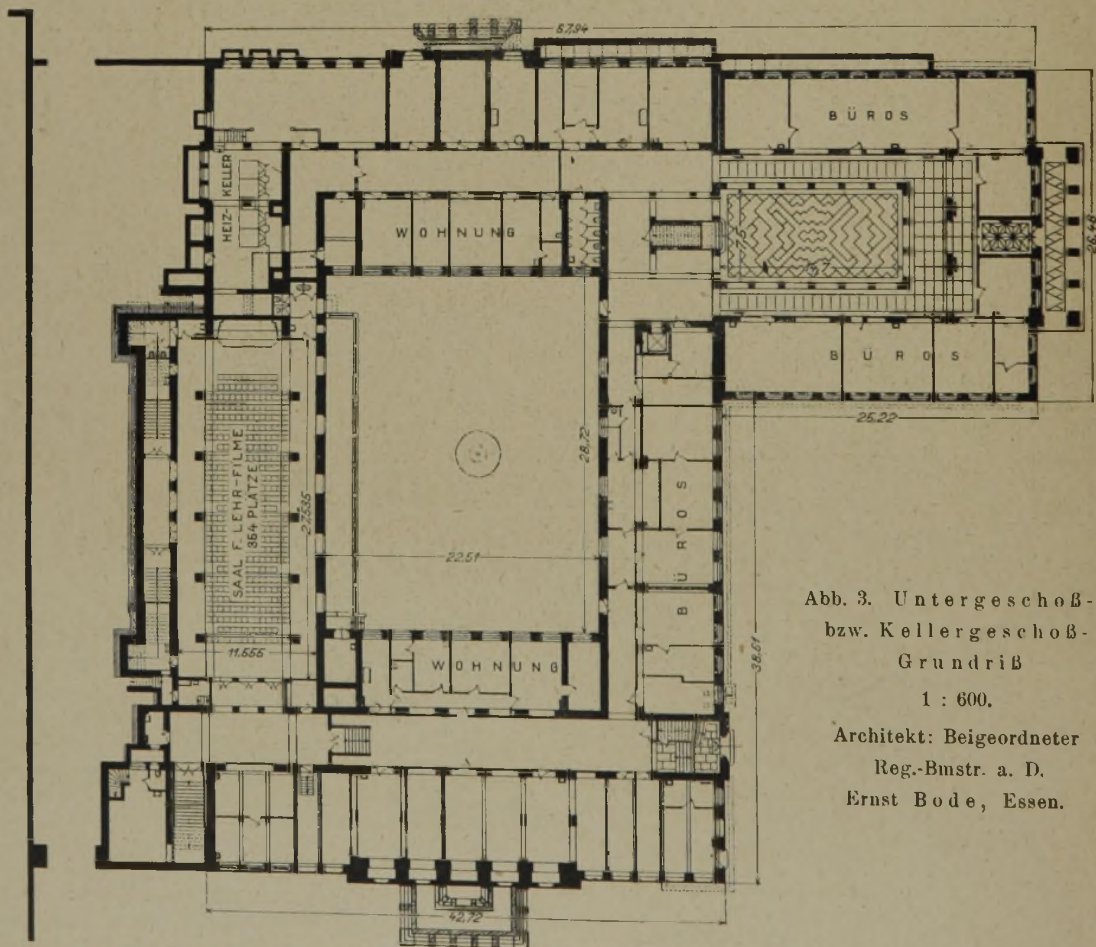 67,94
BÜROS
HEIZ-
KELLER
WOHNUNG
26,48
BÜROS
25,22
SAAL F. LEHR-FILME
364 PLÄTZE
27,535
28,72
22,51
BÜROS
11,555
WOHNUNG
38,61
42,72
Abb. 3. Untergeschoß-
bzw. Kellergeschoß-
Grundriß
1 : 600.
Architekt: Beigeordneter
Reg.-Bmstr. a. D.
Ernst Bode, Essen.